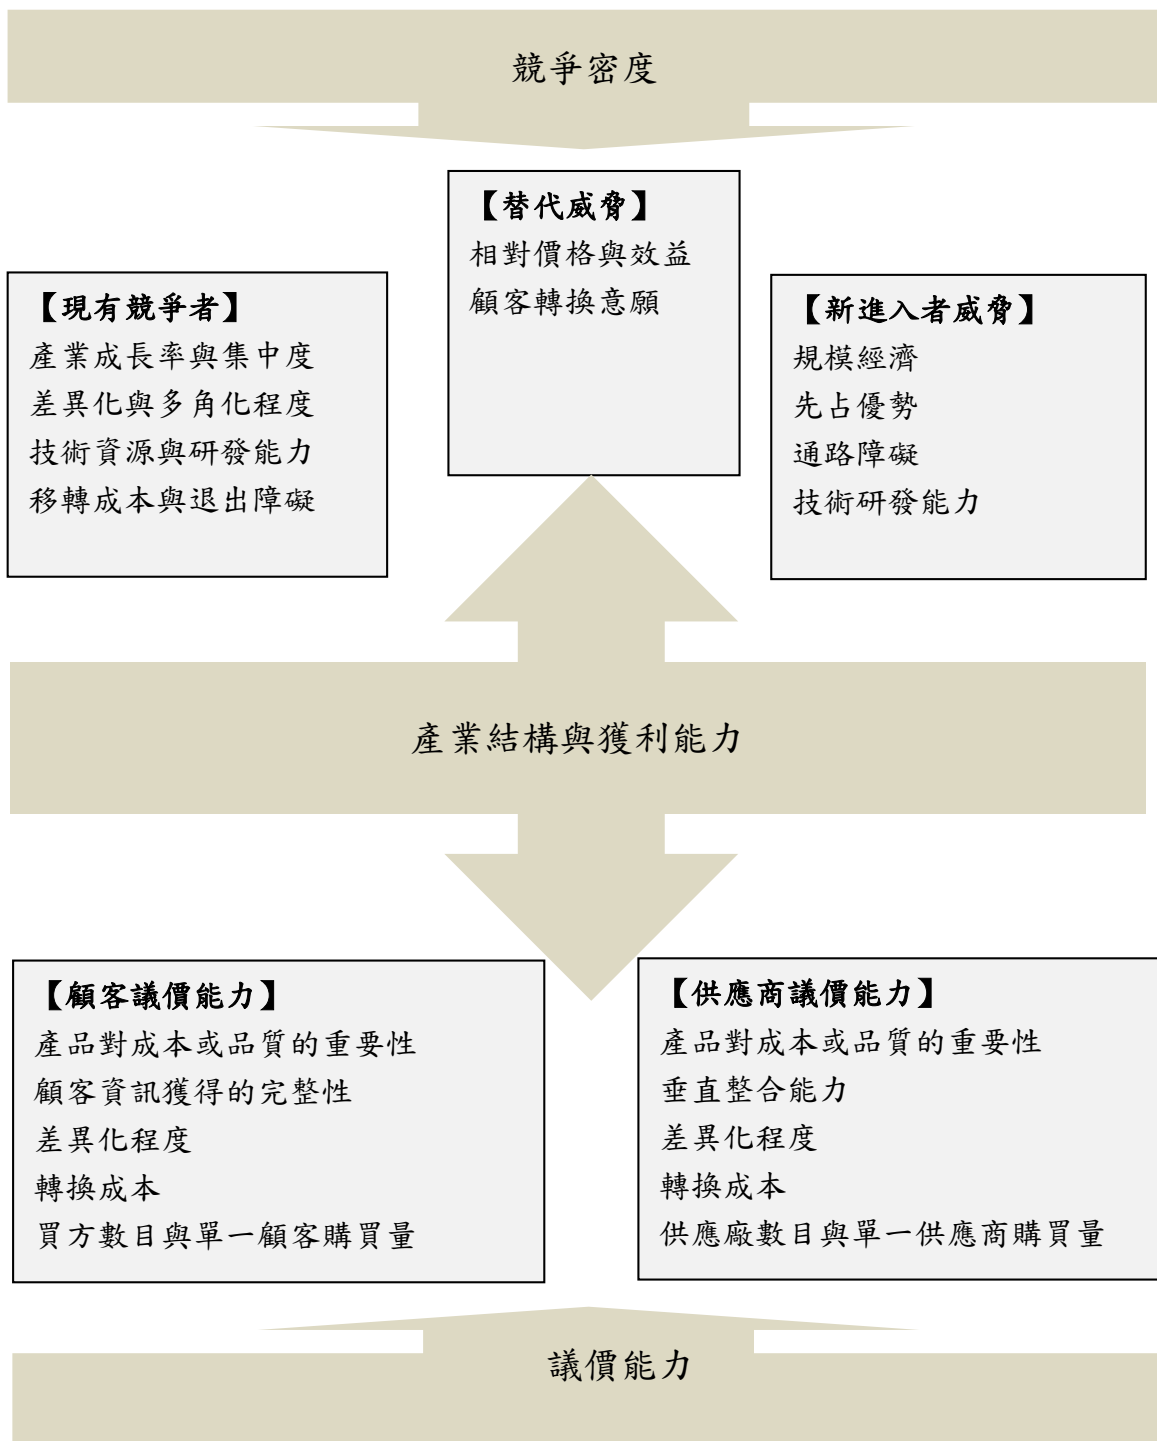 競爭密度
【替代威脅】
相對價格與效益
顧客轉換意願
【現有競爭者】
產業成長率與集中度
差異化與多角化程度
技術資源與研發能力
移轉成本與退出障礙
【新進入者威脅】
規模經濟
先占優勢
通路障礙
技術研發能力
產業結構與獲利能力
【顧客議價能力】
產品對成本或品質的重要性
顧客資訊獲得的完整性
差異化程度
轉換成本
買方數目與單一顧客購買量
【供應商議價能力】
產品對成本或品質的重要性
垂直整合能力
差異化程度
轉換成本
供應廠數目與單一供應商購買量
議價能力